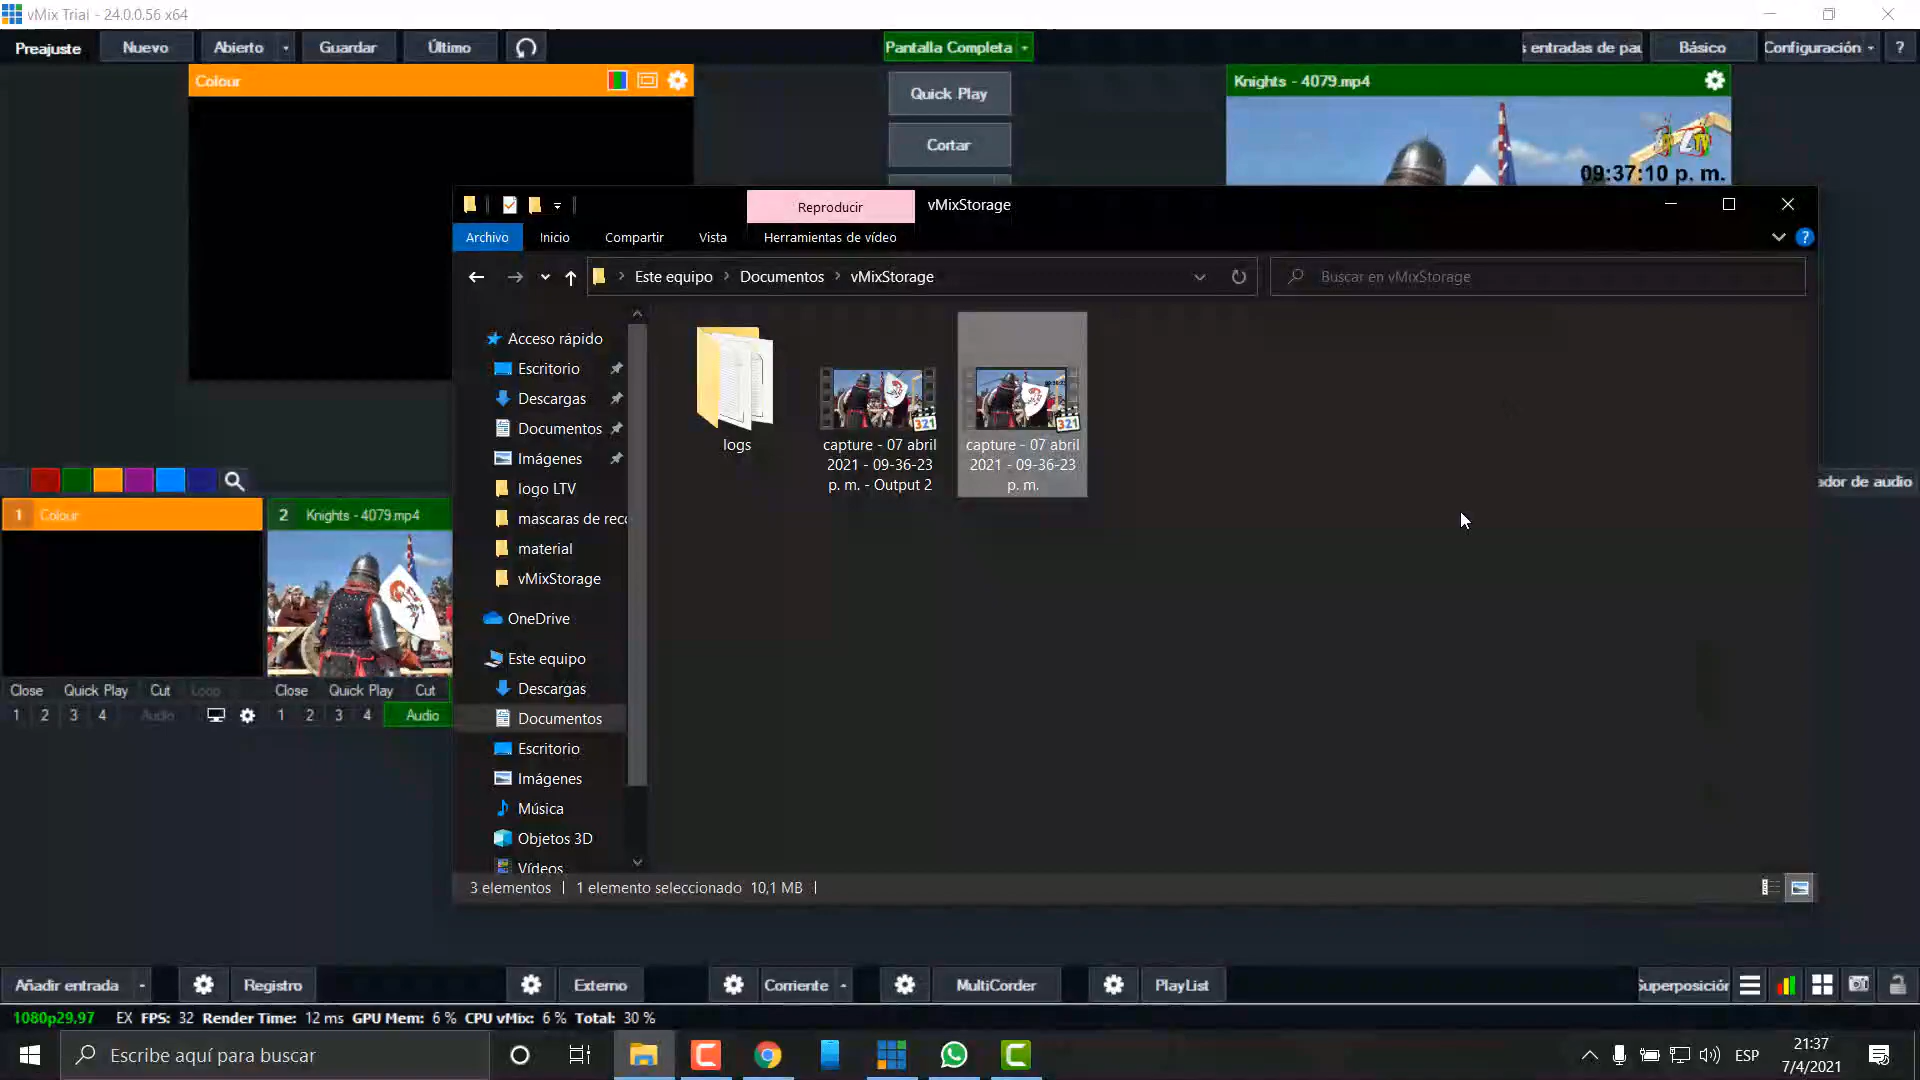 vMix Trial - 24.0.0.56 x64
Preajuste
Nuevo
Abierto
Guardar
Último
Pantalla Completa
s entradas de pau
Básico
Configuración
?
Colour
Quick Play
Cortar
Knights - 4079.mp4
09:37:10 p. m.
Reproducir
vMixStorage
Archivo
Inicio
Compartir
Vista
Herramientas de vídeo
?
Este equipo
Documentos
vMixStorage
Buscar en vMixStorage
Acceso rápido
Escritorio
Descargas
Documentos
Imágenes
logo LTV
mascaras de reco
material
vMixStorage
OneDrive
Este equipo
Descargas
Documentos
Escritorio
Imágenes
Música
Objetos 3D
Vídeos
logs
321
capture - 07 abril
2021 - 09-36-23
p. m. - Output 2
321
capture - 07 abril
2021 - 09-36-23
p. m.
3 elementos
1 elemento seleccionado 10,1 MB
ador de audio
1 Colour
2 Knights - 4079.mp4
Close Quick Play Cut Loop
Close Quick Play Cut
1 2 3 4 Audio
1 2 3 4 Audio
Añadir entrada
Registro
Externo
Corriente
MultiCorder
PlayList
Superposición
1080p29,97 EX FPS: 32 Render Time: 12 ms GPU Mem: 6 % CPU vMix: 6 % Total: 30 %
Escribe aquí para buscar
ESP
21:37
7/4/2021